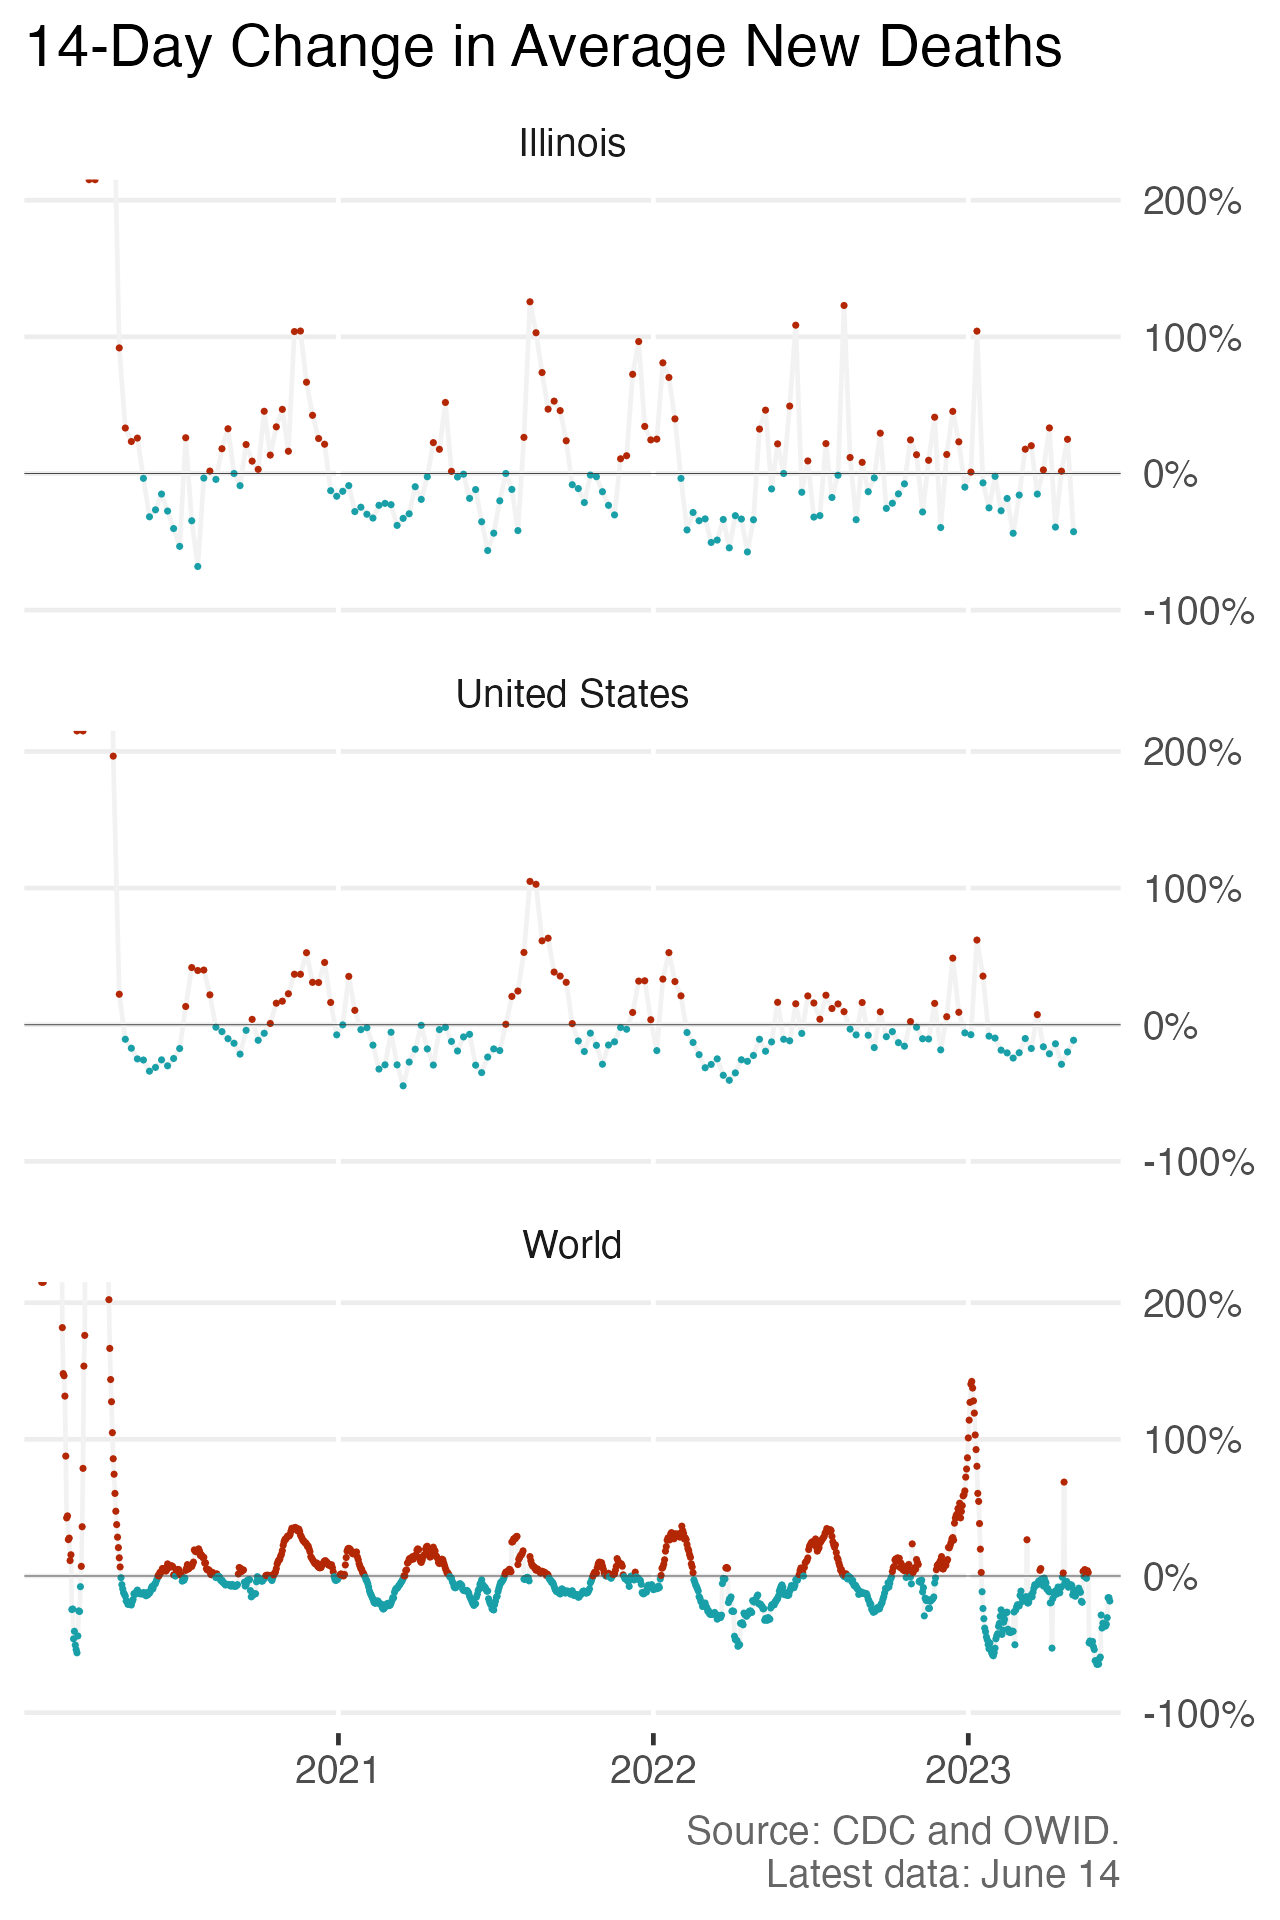 14-Day Change in Average New Deaths
Illinois
200%
100%
0%
-100%
United States
200%
100%
0%
-100%
World
200%
100%
0%
-100%
2021
2022
2023
Source: CDC and OWID.
Latest data: June 14